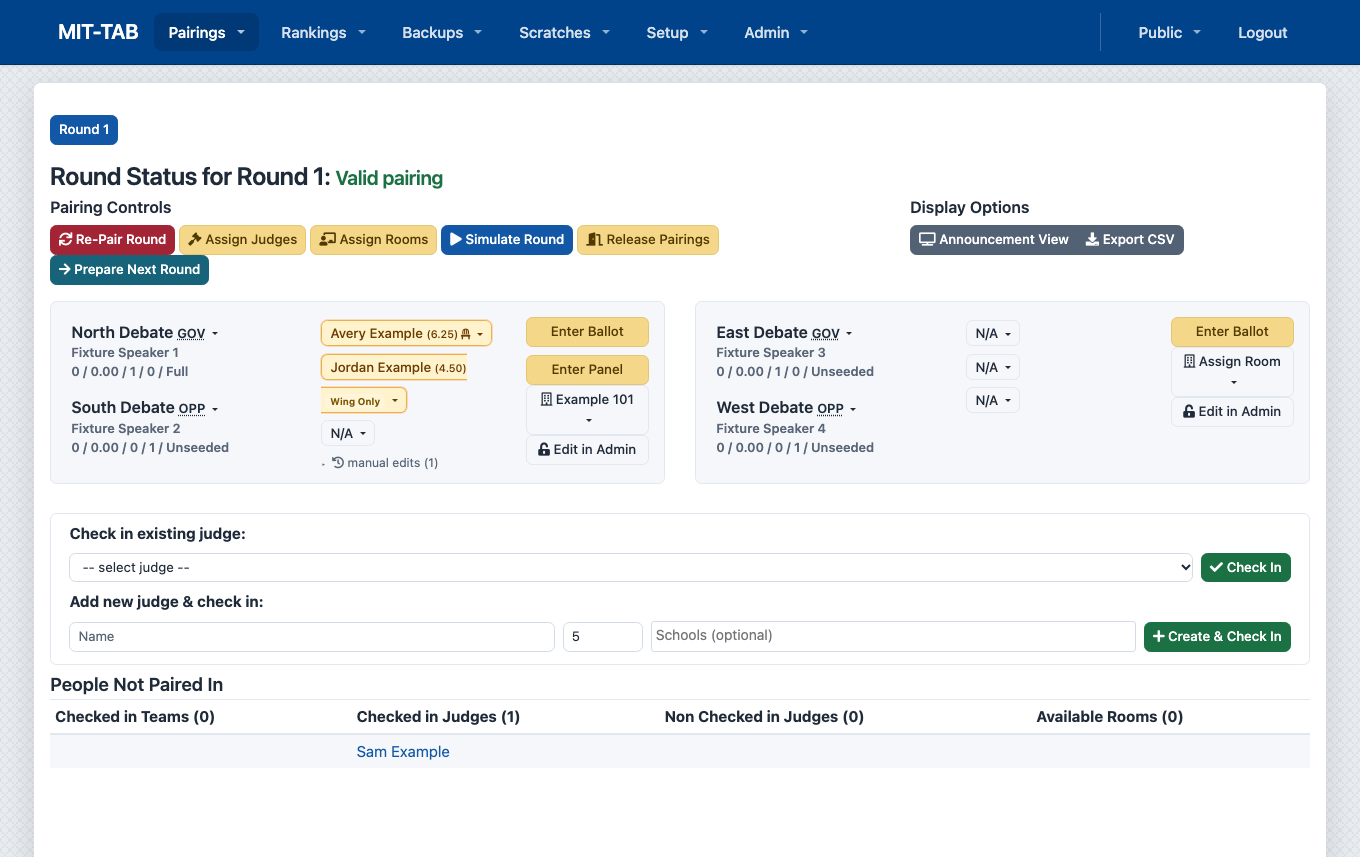 MIT-TAB Pairings Rankings Backups Scratches Setup Admin Public Logout
Round 1
Round Status for Round 1: Valid pairing
Pairing Controls
Re-Pair Round Assign Judges Assign Rooms Simulate Round Release Pairings
Prepare Next Round
Display Options
Announcement View Export CSV
North Debate GOV
Fixture Speaker 1
0 / 0.00 / 1 / 0 / Full
South Debate OPP
Fixture Speaker 2
0 / 0.00 / 0 / 1 / Unseeded
Avery Example (6.25)
Jordan Example (4.50)
Wing Only
N/A
manual edits (1)
Enter Ballot
Enter Panel
Example 101
Edit in Admin
East Debate GOV
Fixture Speaker 3
0 / 0.00 / 1 / 0 / Unseeded
West Debate OPP
Fixture Speaker 4
0 / 0.00 / 0 / 1 / Unseeded
N/A
N/A
N/A
Enter Ballot
Assign Room
Edit in Admin
Check in existing judge:
-- select judge -- Check In
Add new judge & check in:
Name 5 Schools (optional) Create & Check In
People Not Paired In
Checked in Teams (0) Checked in Judges (1) Non Checked in Judges (0) Available Rooms (0)
Sam Example